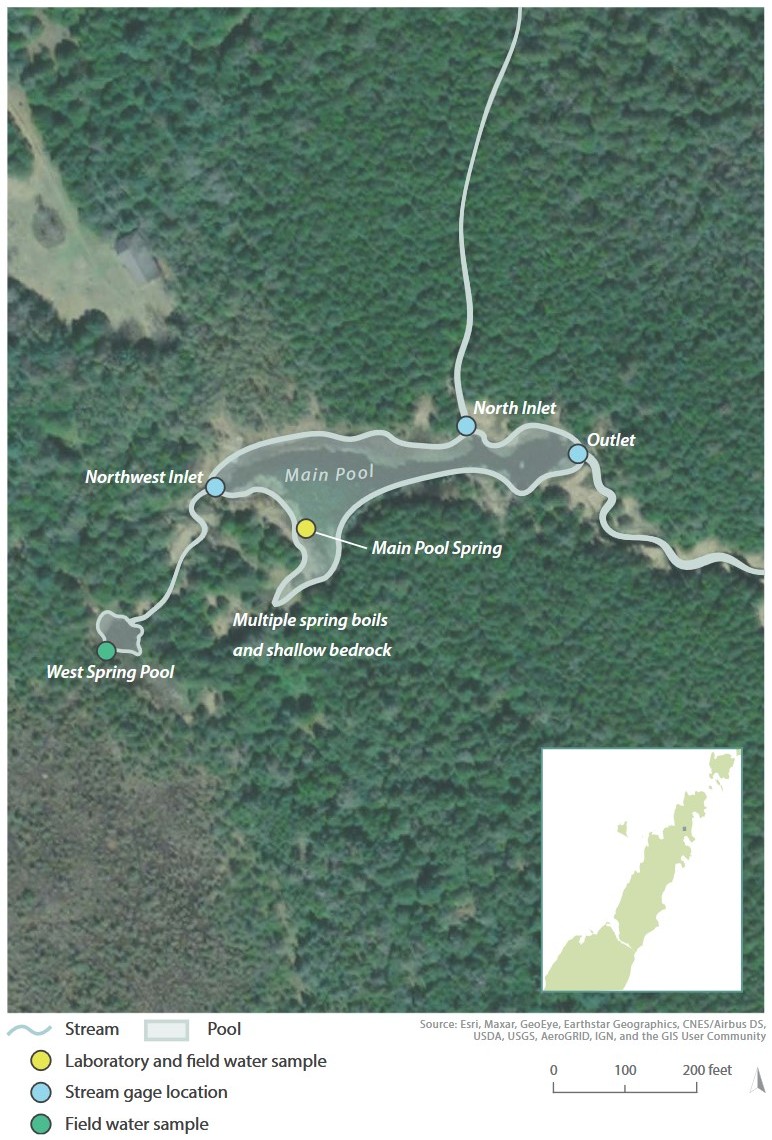 North Inlet
Outlet
Main Pool
Northwest Inlet
Main Pool Spring
Multiple spring boils
and shallow bedrock
West Spring Pool
Stream
Pool
Source: Esri, Maxar, GeoEye, Earthstar Geographics, CNES/Airbus DS,
USDA, USGS, AeroGRID, IGN, and the GIS User Community
Laboratory and field water sample
0 100 200 feet
Stream gage location
Field water sample